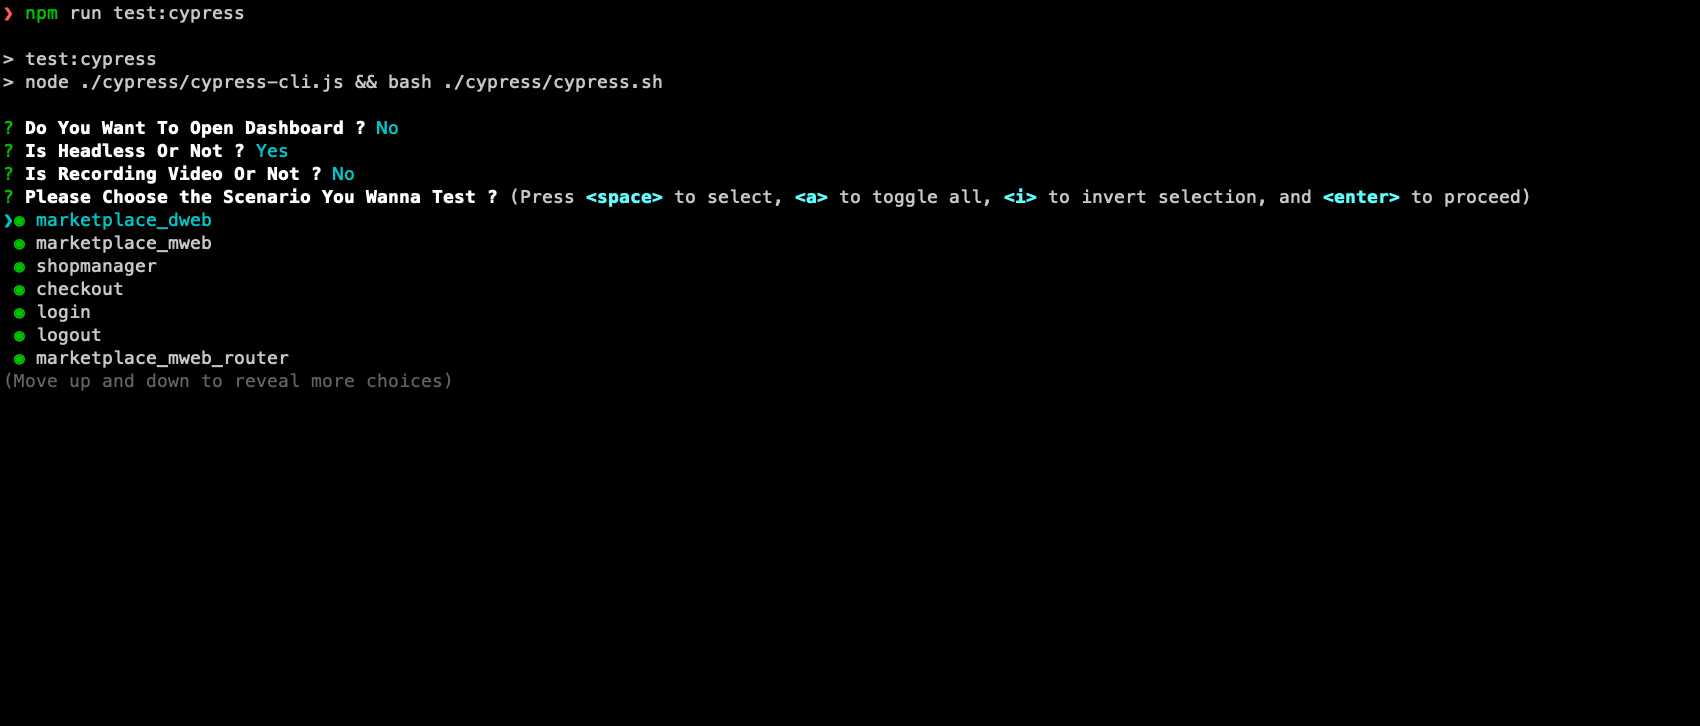 ❯ npm run test:cypress
> test:cypress
> node ./cypress/cypress-cli.js && bash ./cypress/cypress.sh
? Do You Want To Open Dashboard ? No
? Is Headless Or Not ? Yes
? Is Recording Video Or Not ? No
? Please Choose the Scenario You Wanna Test ? (Press <space> to select, <a> to toggle all, <i> to invert selection, and <enter> to proceed)
❯◉ marketplace_dweb
◉ marketplace_mweb
◉ shopmanager
◉ checkout
◉ login
◉ logout
◉ marketplace_mweb_router
(Move up and down to reveal more choices)